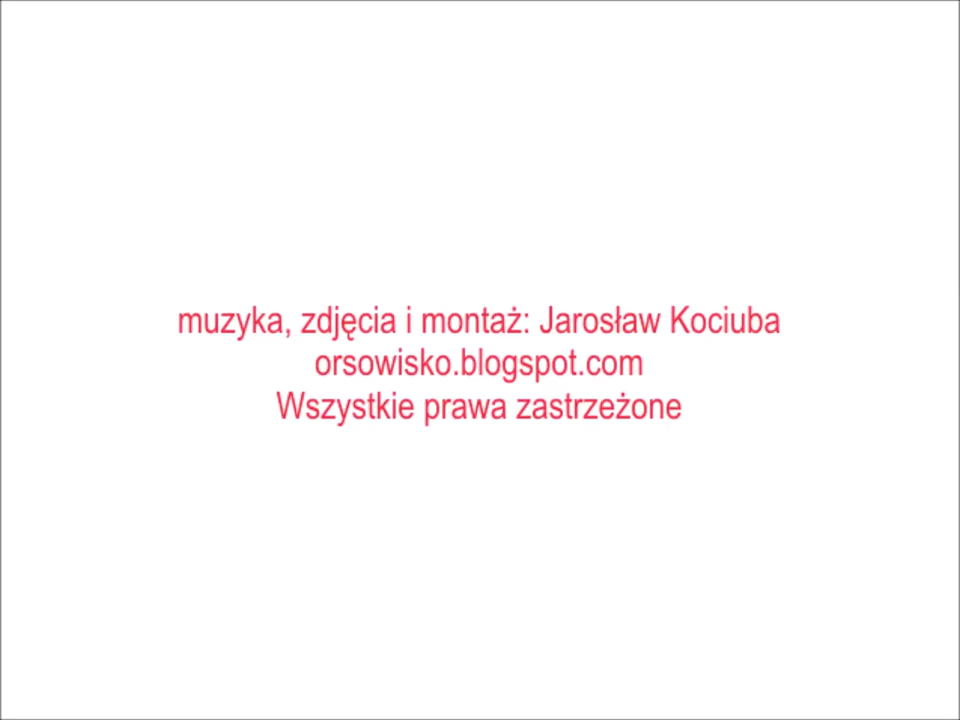 muzyka, zdjęcia i montaż: Jarosław Kociuba
orsowisko.blogspot.com
Wszystkie prawa zastrzeżone